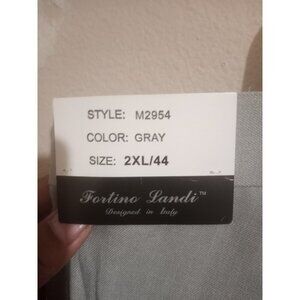 STYLE: M2954
COLOR: GRAY
SIZE: 2XL/44
Fortino Landi™
Designed in Italy